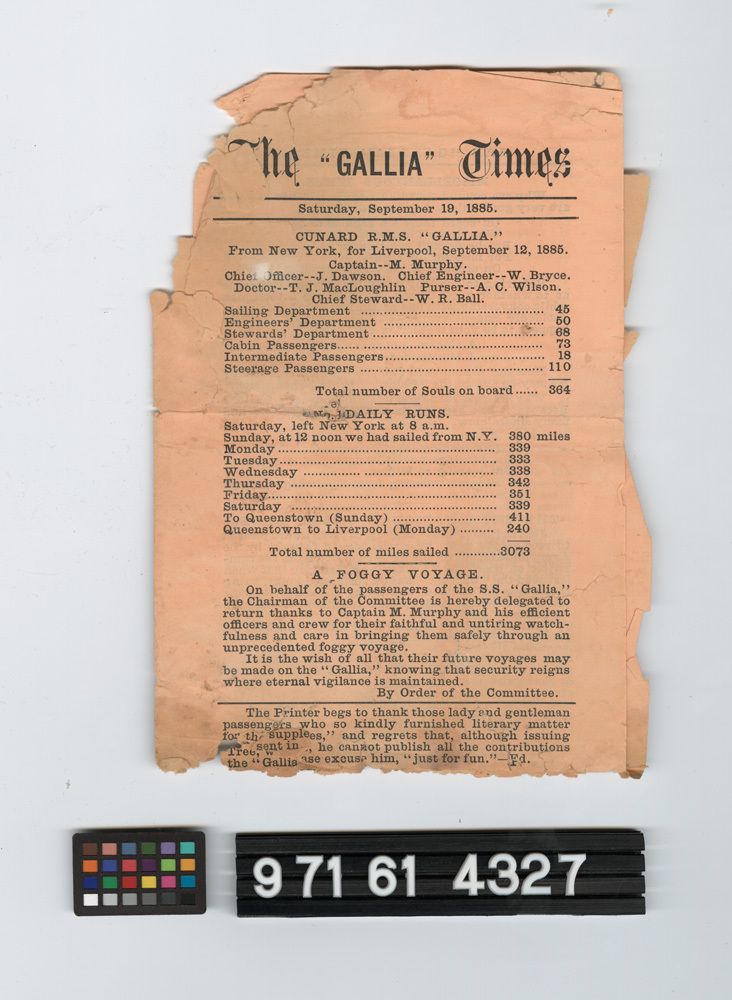 The "GALLIA" Times
Saturday, September 19, 1885.
CUNARD R.M.S. "GALLIA."
From New York, for Liverpool, September 12, 1885.
Captain--M. Murphy.
Chief Officer--J. Dawson. Chief Engineer--W. Bryce.
Doctor--T. J. MacLoughlin Purser--A. C. Wilson.
Chief Steward--W. R. Ball.
Sailing Department ........ 45
Engineers' Department ........ 50
Stewards' Department ........ 68
Cabin Passengers........ 73
Intermediate Passengers........ 18
Steerage Passengers ........ 110
Total number of Souls on board...... 364
DAILY RUNS.
Saturday, left New York at 8 a.m.
Sunday, at 12 noon we had sailed from N.Y. 380 miles
Monday ........ 339
Tuesday ........ 333
Wednesday ........ 338
Thursday ........ 342
Friday........ 351
Saturday ........ 339
To Queenstown (Sunday) ........ 411
Queenstown to Liverpool (Monday) ........ 240
Total number of miles sailed ...........3073
A FOGGY VOYAGE.
On behalf of the passengers of the S.S. "Gallia,"
the Chairman of the Committee is hereby delegated to
return thanks to Captain M. Murphy and his efficient
officers and crew for their faithful and untiring watch-
fulness and care in bringing them safely through an
unprecedented foggy voyage.
It is the wish of all that their future voyages may
be made on the "Gallia," knowing that security reigns
where eternal vigilance is maintained.
By Order of the Committee.
The Printer begs to thank those lady and gentleman
passengers who so kindly furnished literary matter
for supplees," and regrets that, although issuing
sent in he cannot publish all the contributions
the "Gallia excuse him, "just for fun."--Ed.
9 71 61 4327